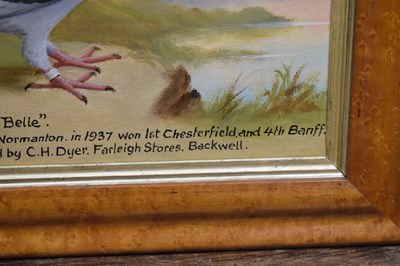 Belle".
Normanton. in 1937 won 1st Chesterfield, and 4th Banff.
by C.H. Dyer, Farleigh Stores, Backwell.